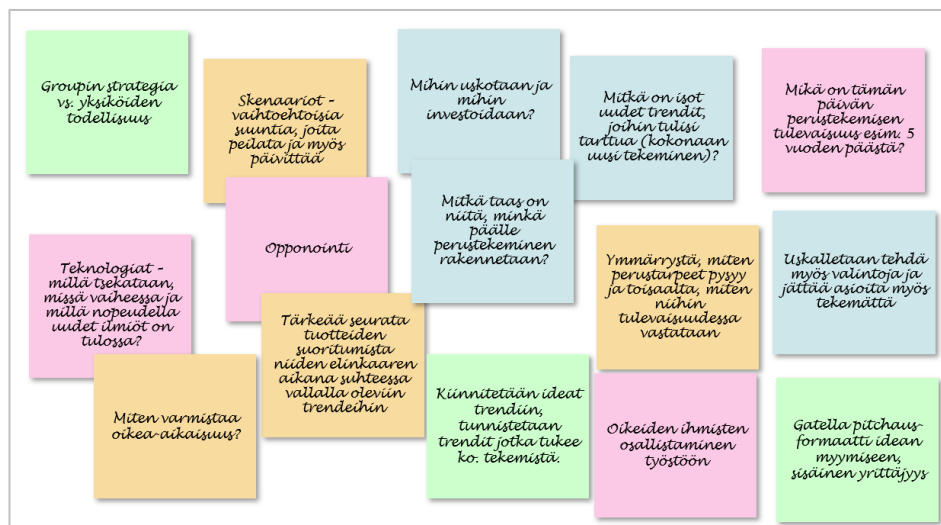 Groupin strategia
vs. yksiköiden
todellisuus
Skenaariot –
vaihtoehtoisia
suuntia, joita
peilata ja myös
päivittää
Mihin uskotaan ja
mihin
investoidaan?
Mitkä on isot
uudet trendit,
joihin tulisi
tarttua (kokonaan
uusi tekeminen)?
Mikä on tämän
päivän
perustekemisen
tulevaisuus esim. 5
vuoden päästä?
Opponointi
Mitkä taas on
niitä, minkä
päälle
perustekeminen
rakennetaan?
Teknologiat –
millä tsekataan,
missä vaiheessa ja
millä nopeudella
uudet ilmiöt on
tulossa?
Ymmärrystä, miten
perustarpeet pysyy
ja toisaalta, miten
niihin
tulevaisuudessa
vastataan
Uskalletaan tehdä
myös valintoja ja
jättää asioita myös
tekemättä
Tärkeää seurata
tuotteiden
suoritumista
niiden elinkaaren
aikana suhteessa
vallalla oleviin
trendeihin
Miten varmistaa
oikea-aikaisuus?
Kiinnitetään ideat
trendiin,
tunnistetaan
trendit jotka tukee
ko. tekemistä.
Oikeiden ihmisten
osallistaminen
työstöön
Gatella pitchaus-
formaatti idean
myymiseen,
sisäinen yrittäjyys